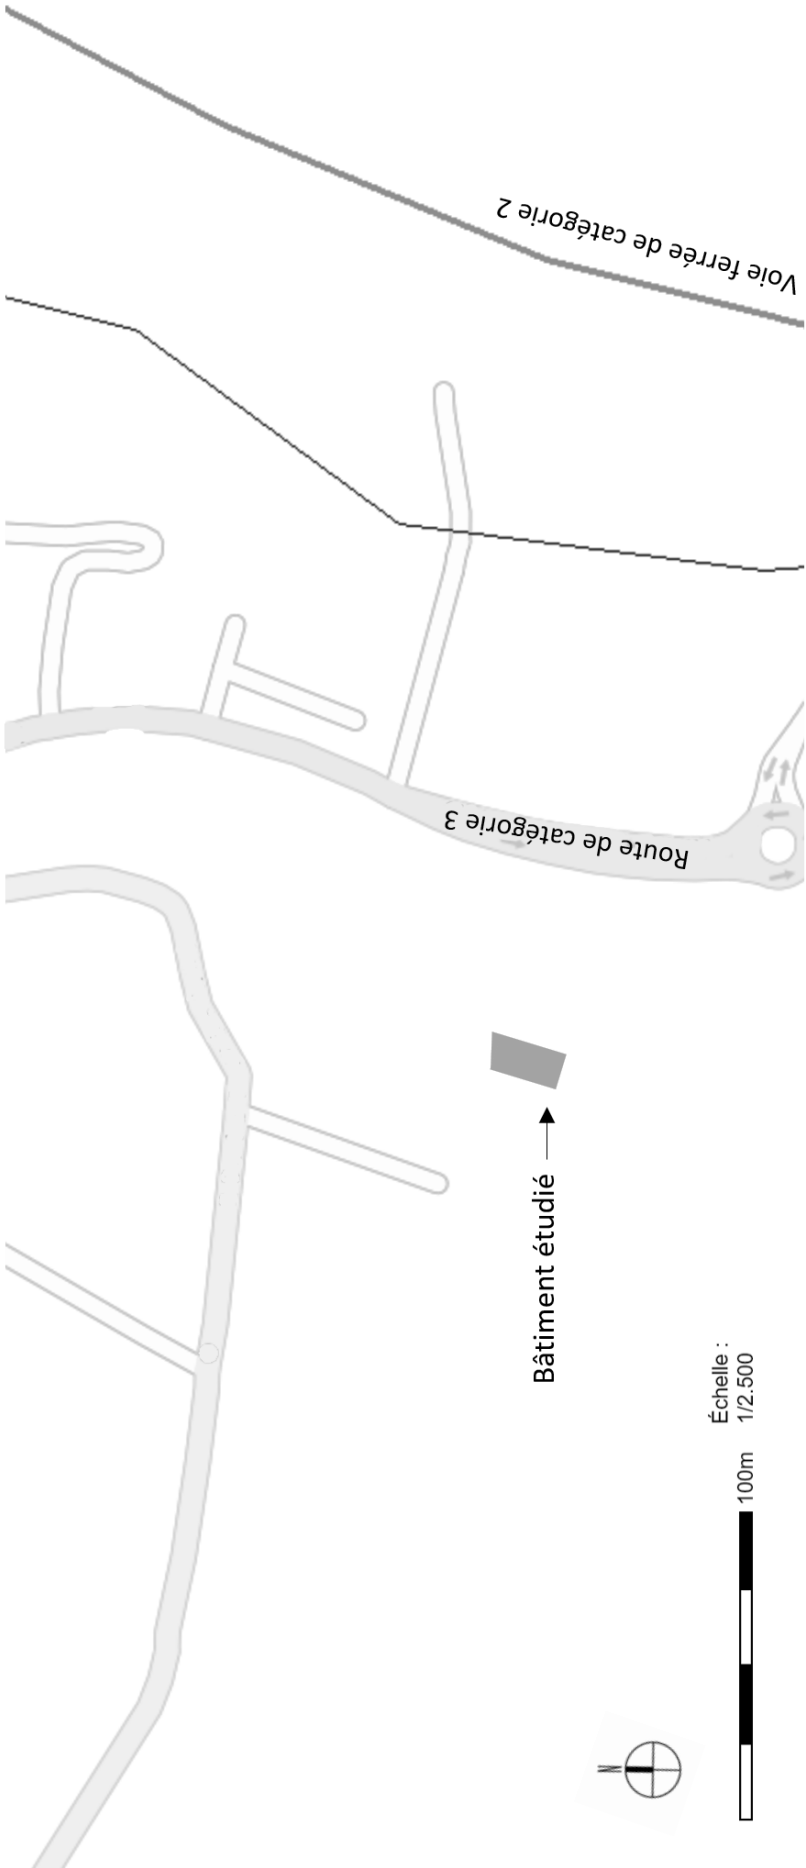 Voie ferrée de catégorie 2
Route de catégorie 3
Bâtiment étudié
Échelle :
1/2.500
100m
N